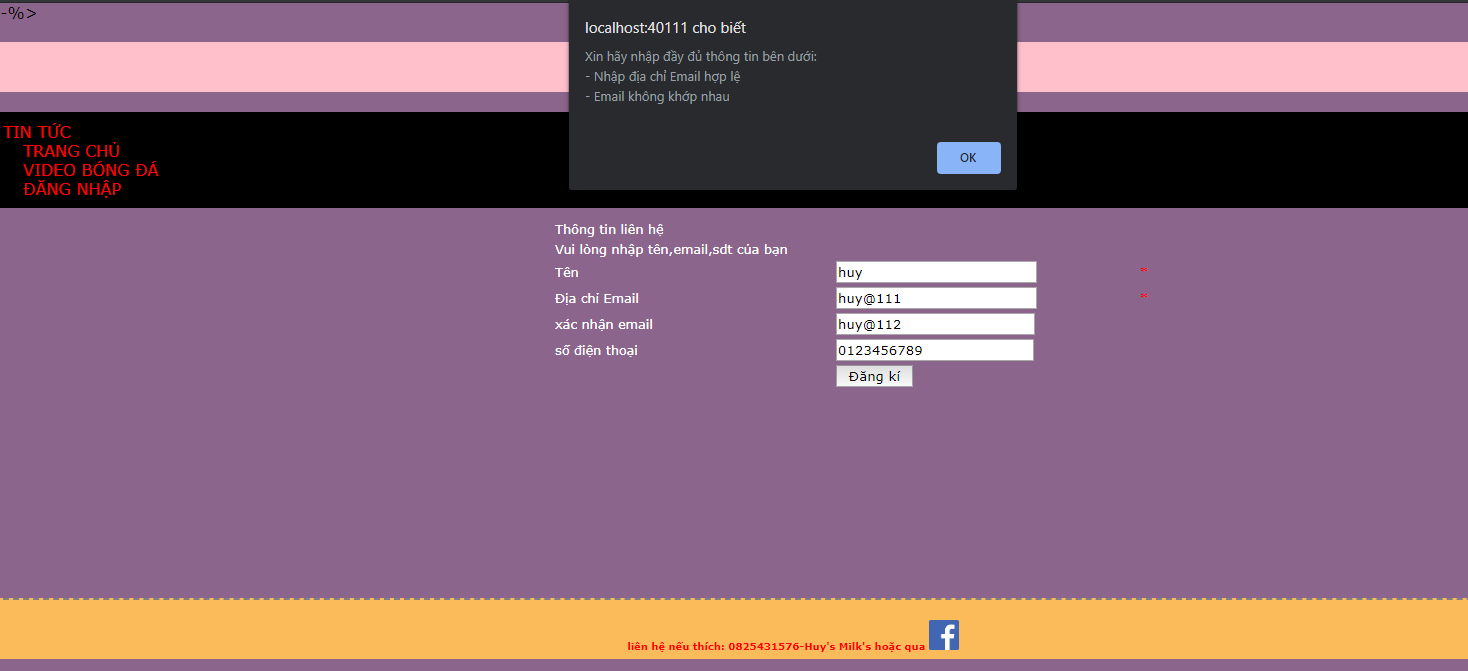 -%>
localhost:40111 cho biết
Xin hãy nhập đầy đủ thông tin bên dưới:
- Nhập địa chỉ Email hợp lệ
- Email không khớp nhau
OK
TIN TỨC
TRANG CHỦ
VIDEO BÓNG ĐÁ
ĐĂNG NHẬP
Thông tin liên hệ
Vui lòng nhập tên,email,sdt của bạn
Tên huy *
Địa chỉ Email huy@111 *
xác nhận email huy@112
số điện thoại 0123456789
Đăng kí
liên hệ nếu thích: 0825431576-Huy's Milk's hoặc qua f